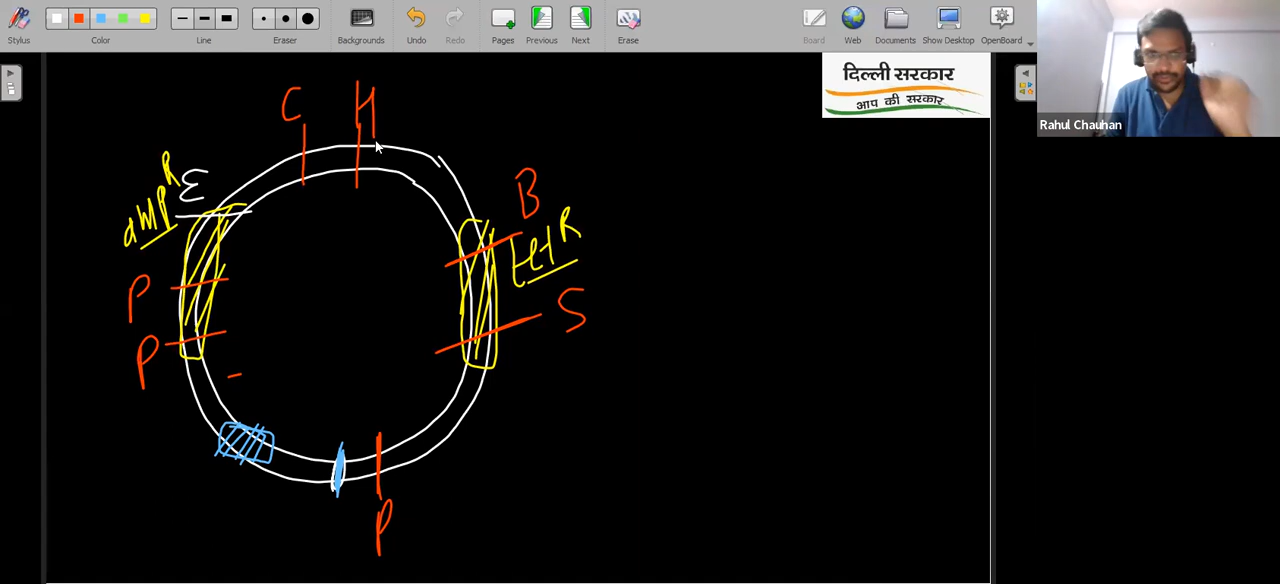 Stylus
Color
Line
Eraser
Backgrounds
Undo
Redo
Pages
Previous
Next
Erase
Board
Web
Documents
Show Desktop
OpenBoard
दिल्ली सरकार
आप की सरकार
Rahul Chauhan
C
H
E
B
S
P
P
P